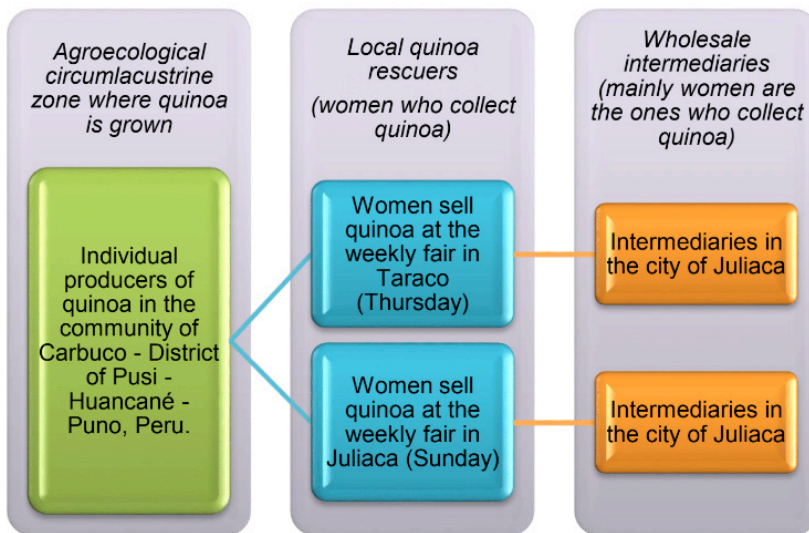 Agroecological
circumlacustrine
zone where quinoa
is grown
Individual
producers of
quinoa in the
community of
Carbuco - District
of Pusi -
Huancané -
Puno, Peru.
Local quinoa
rescuers
(women who collect
quinoa)
Women sell
quinoa at the
weekly fair in
Taraco
(Thursday)
Women sell
quinoa at the
weekly fair in
Juliaca (Sunday)
Wholesale
intermediaries
(mainly women are
the ones who collect
quinoa)
Intermediaries in
the city of Juliaca
Intermediaries in
the city of Juliaca